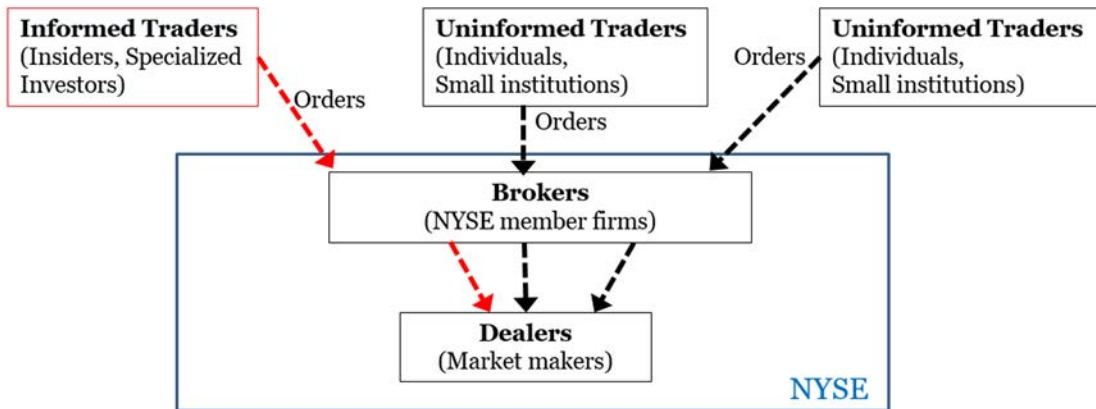 Informed Traders
(Insiders, Specialized
Investors)
Uninformed Traders
(Individuals,
Small institutions)
Uninformed Traders
(Individuals,
Small institutions)
Orders
Orders
Orders
Brokers
(NYSE member firms)
Dealers
(Market makers)
NYSE